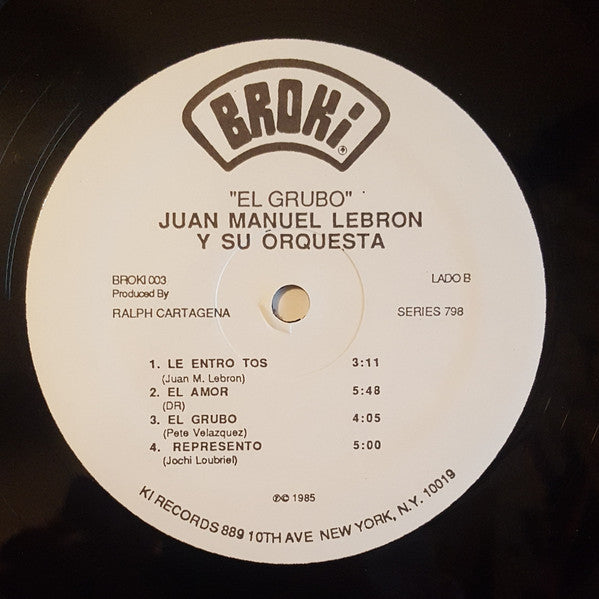 BROKi
®
"EL GRUBO"
JUAN MANUEL LEBRON
Y SU ÓRQUESTA
BROKI 003
LADO B
Produced By
RALPH CARTAGENA
SERIES 798
1. LE ENTRO TOS 3:11
(Juan M. Lebron)
2. EL AMOR 5:48
(DR)
3. EL GRUBO 4:05
(Pete Velazquez)
4. REPRESENTO 5:00
(Jochi Loubriel)
℗© 1985
KI RECORDS 889 10TH AVE NEW YORK, N.Y. 10019